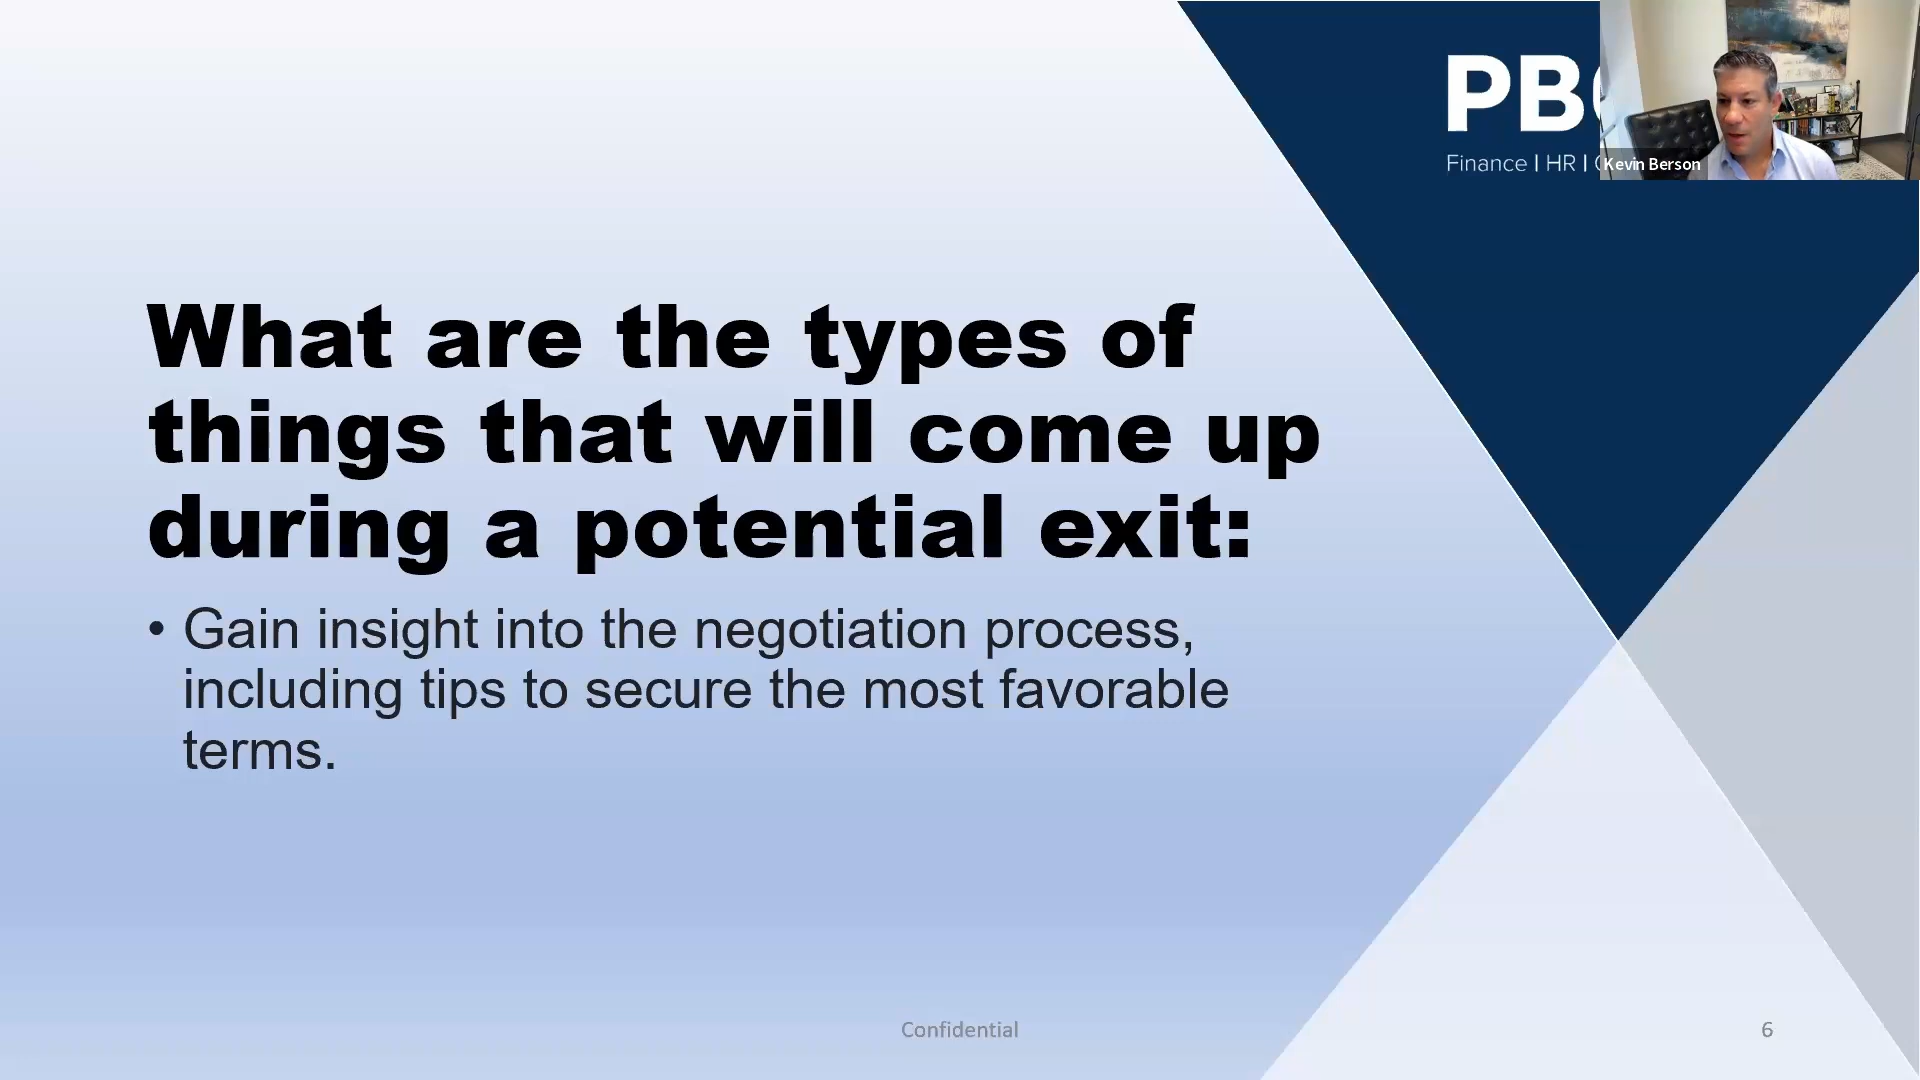 PB
Finance | HR |
Kevin Berson
What are the types of
things that will come up
during a potential exit:
• Gain insight into the negotiation process,
including tips to secure the most favorable
terms.
Confidential
6